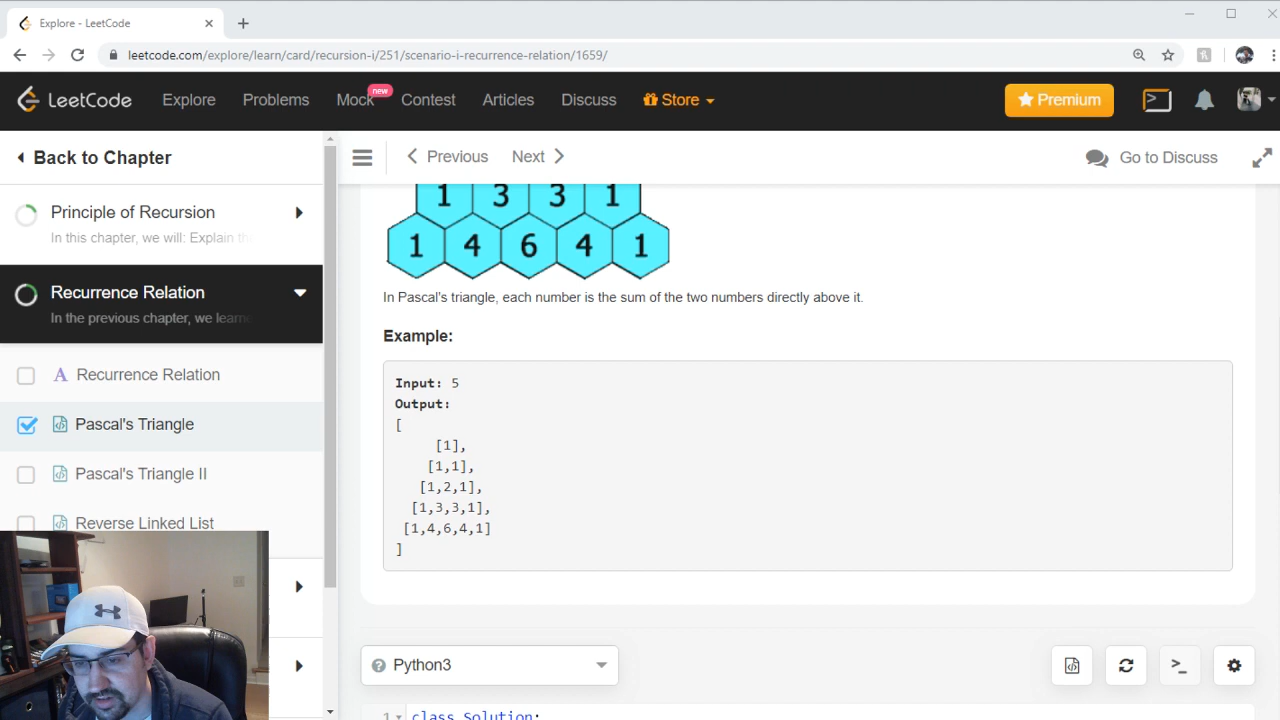 Explore - LeetCode
leetcode.com/explore/learn/card/recursion-i/251/scenario-i-recurrence-relation/1659/
LeetCode Explore Problems Mock new Contest Articles Discuss Store Premium
Back to Chapter
Previous Next Go to Discuss
Principle of Recursion
In this chapter, we will: Explain th
Recurrence Relation
In the previous chapter, we learne
A Recurrence Relation
Pascal's Triangle
Pascal's Triangle II
Reverse Linked List
1 3 3 1
1 4 6 4 1
In Pascal's triangle, each number is the sum of the two numbers directly above it.
Example:
Input: 5
Output:
[
[1],
[1,1],
[1,2,1],
[1,3,3,1],
[1,4,6,4,1]
]
Python3
1 class Solution: